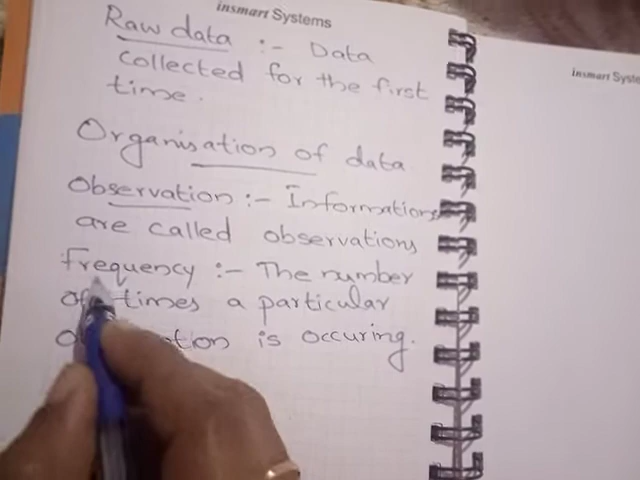 insmart Systems
Raw data :- Data
collected for the first
time.
Organisation of data
Observation :- Informations
are called observations
frequency :- The number
of times a particular
is occuring.
insmart Syste